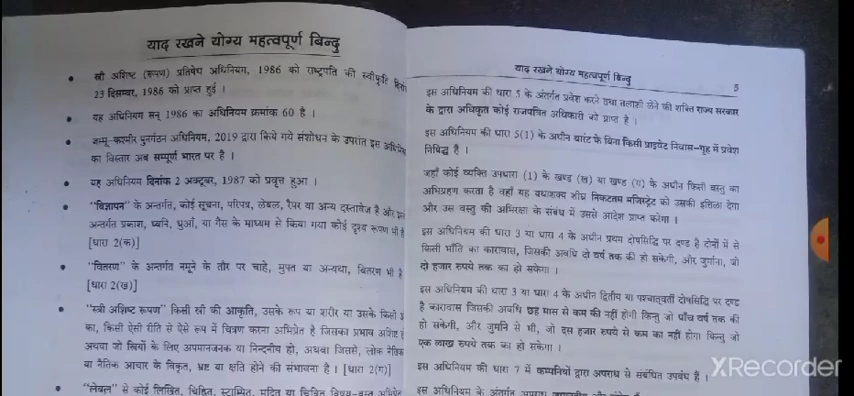 याद रखने योग्य महत्वपूर्ण बिन्दु
स्त्री अशिष्ट (रूपण) प्रतिषेध अधिनियम, 1986 को राष्ट्रपति की स्वीकृति दिनांक
23 दिसम्बर, 1986 को प्राप्त हुई ।
यह अधिनियम सन् 1986 का अधिनियम क्रमांक 60 है ।
जम्मू-कश्मीर पुनर्गठन अधिनियम, 2019 द्वारा किये गये संशोधन के उपरांत इस
का विस्तार अब सम्पूर्ण भारत पर है ।
यह अधिनियम दिनांक 2 अक्टूबर, 1987 को प्रवृत्त हुआ ।
"विज्ञापन" के अन्तर्गत, कोई सूचना, परिपत्र, लेबल, रैपर या अन्य दस्तावेज है और
अन्तर्गत प्रकाश, ध्वनि, धुआँ, या गैस के माध्यम से किया गया कोई दृश्य रूपण भी है
[धारा 2(क)]
"वितरण" के अन्तर्गत नमूने के तौर पर चाहे, मुफ्त या अन्यथा, वितरण भी है
[धारा 2(ख)]
"स्त्री अशिष्ट रूपण" किसी स्त्री की आकृति, उसके रूप या शरीर या उसके किसी
का, किसी ऐसी रीति से ऐसे रूप में चित्रण करना अभिप्रेत है जिसका प्रभाव अशिष्ट
अथवा जो स्त्रियों के लिए अपमानजनक या निन्दनीय हो, अथवा जिससे, लोक
या नैतिक आचार के विकृत, भ्रष्ट या क्षति होने की संभावना है । [धारा 2(ग)]
"लेबल" से कोई लिखित, चिह्नित, स्टाम्पित, मुद्रित या चित्रित विषय-वस्तु अभिप्रेत
याद रखने योग्य महत्वपूर्ण बिन्दु 5
इस अधिनियम की धारा 5 के अंतर्गत प्रवेश करने तथा तलाशी लेने की शक्ति राज्य सरकार
के द्वारा अधिकृत कोई राजपत्रित अधिकारी को प्राप्त है ।
इस अधिनियम की धारा 5(1) के अधीन वारंट के बिना किसी प्राइवेट निवास-गृह में प्रवेश
निषिद्ध है ।
जहाँ कोई व्यक्ति उपधारा (1) के खण्ड (ख) या खण्ड (ग) के अधीन किसी वस्तु का
अभिग्रहण करता है वहाँ वह यथाशक्य शीघ्र निकटतम मजिस्ट्रेट को उसकी इत्तिला देगा
और उस वस्तु की अभिरक्षा के संबंध में उससे आदेश प्राप्त करेगा ।
इस अधिनियम की धारा 3 या धारा 4 के अधीन प्रथम दोषसिद्धि पर दण्ड है दोनों में से
किसी भाँति का कारावास, जिसकी अवधि दो वर्ष तक की हो सकेगी, और जुर्माना, जो
दो हजार रुपये तक का हो सकेगा ।
इस अधिनियम की धारा 3 या धारा 4 के अधीन द्वितीय या पश्चात्वर्ती दोषसिद्धि पर दण्ड
है कारावास जिसकी अवधि छह मास से कम की नहीं होगी किन्तु जो पाँच वर्ष तक की
हो सकेगी, और जुर्माने से भी, जो दस हजार रुपये से कम का नहीं होगा किन्तु जो
एक लाख रुपये तक का हो सकेगा ।
इस अधिनियम की धारा 7 में कम्पनियों द्वारा अपराध से संबंधित उपबंध हैं ।
इस अधिनियम के अंतर्गत अपराध
XRecorder